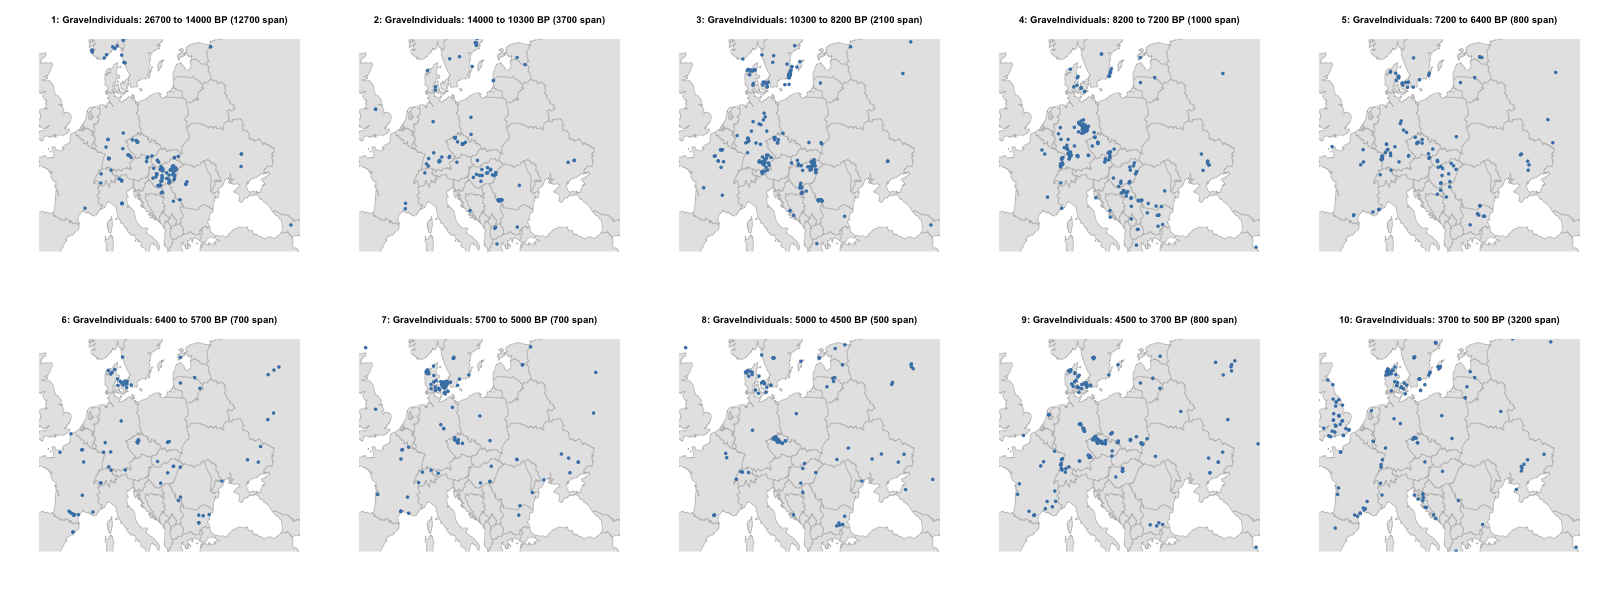 1: GraveIndividuals: 26700 to 14000 BP (12700 span)
2: GraveIndividuals: 14000 to 10300 BP (3700 span)
3: GraveIndividuals: 10300 to 8200 BP (2100 span)
4: GraveIndividuals: 8200 to 7200 BP (1000 span)
5: GraveIndividuals: 7200 to 6400 BP (800 span)
6: GraveIndividuals: 6400 to 5700 BP (700 span)
7: GraveIndividuals: 5700 to 5000 BP (700 span)
8: GraveIndividuals: 5000 to 4500 BP (500 span)
9: GraveIndividuals: 4500 to 3700 BP (800 span)
10: GraveIndividuals: 3700 to 500 BP (3200 span)